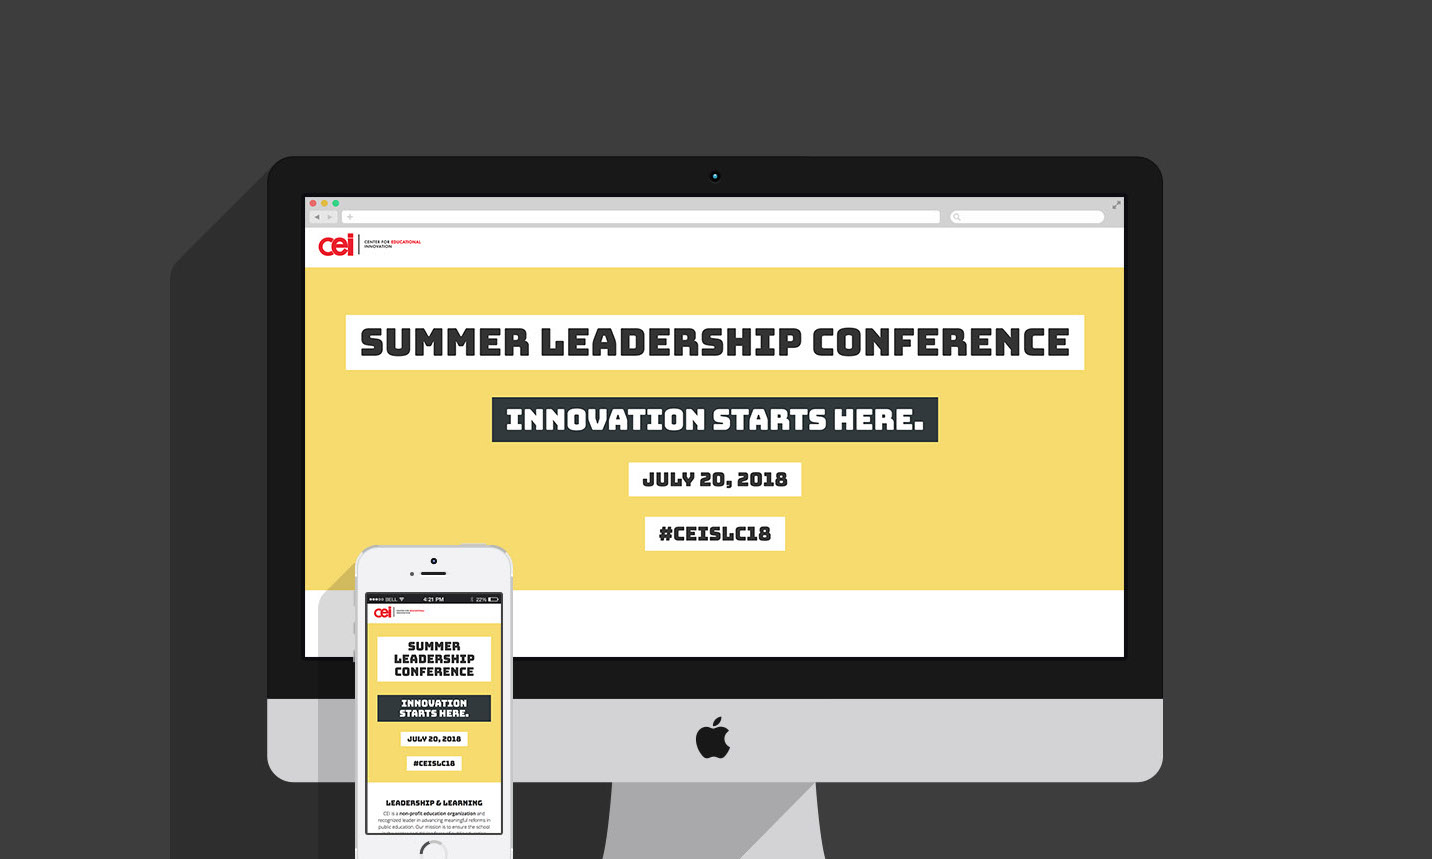 cei
CENTER FOR EDUCATIONAL
INNOVATION
SUMMER LEADERSHIP CONFERENCE
INNOVATION STARTS HERE.
JULY 20, 2018
#CEISLC18
BELL 4:21 PM 22%
cei
CENTER FOR EDUCATIONAL
INNOVATION
SUMMER
LEADERSHIP
CONFERENCE
INNOVATION
STARTS HERE.
JULY 20, 2018
#CEISLC18
LEADERSHIP & LEARNING
CEI is a non-profit education organization and
recognized leader in advancing meaningful reforms in
public education. Our mission is to ensure the school